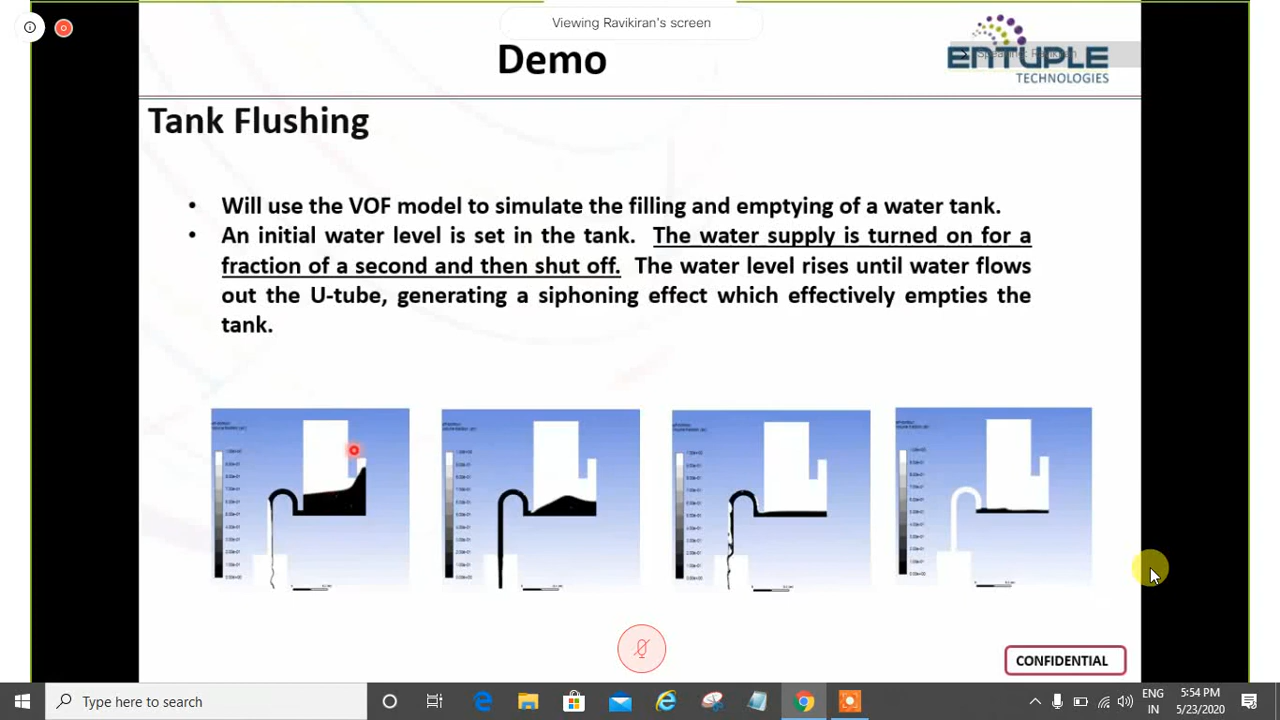 Viewing Ravikiran's screen
Demo
ENTUPLE
TECHNOLOGIES
Tank Flushing
• Will use the VOF model to simulate the filling and emptying of a water tank.
• An initial water level is set in the tank. The water supply is turned on for a
fraction of a second and then shut off. The water level rises until water flows
out the U-tube, generating a siphoning effect which effectively empties the
tank.
CONFIDENTIAL
Type here to search
ENG
IN
5:54 PM
5/23/2020